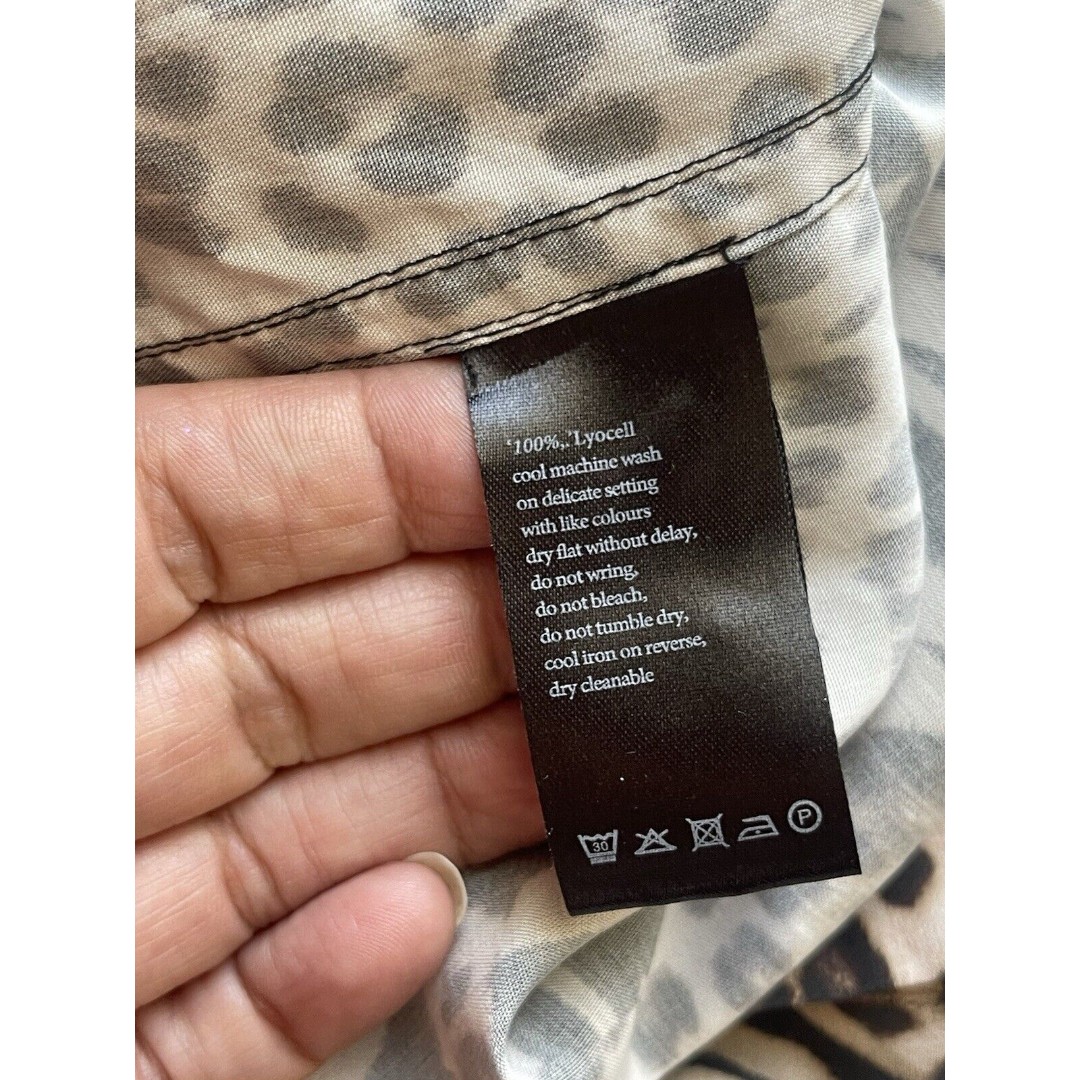 ‘100%,.’Lyocell
cool machine wash
on delicate setting
with like colours
dry flat without delay,
do not wring,
do not bleach,
do not tumble dry,
cool iron on reverse,
dry cleanable
30
P